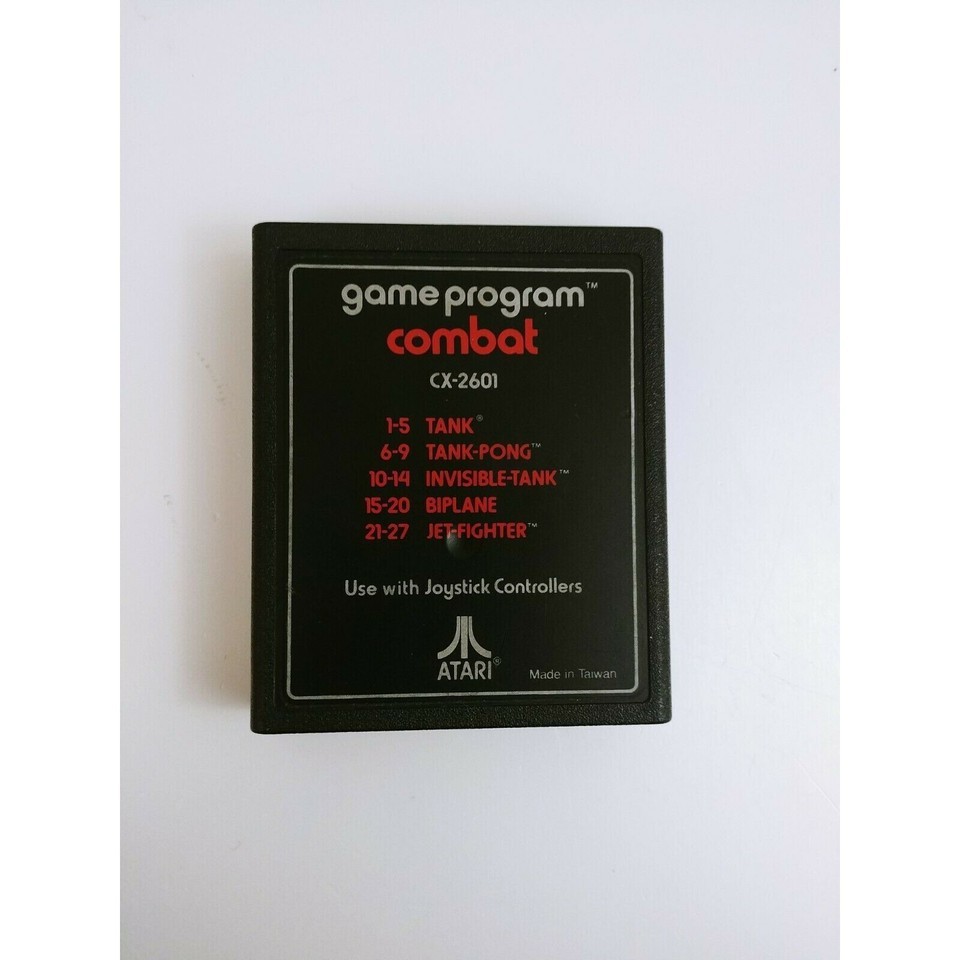 game program™
combat
CX-2601
1-5 TANK®
6-9 TANK-PONG™
10-14 INVISIBLE-TANK™
15-20 BIPLANE
21-27 JET-FIGHTER™
Use with Joystick Controllers
ATARI®
Made in Taiwan